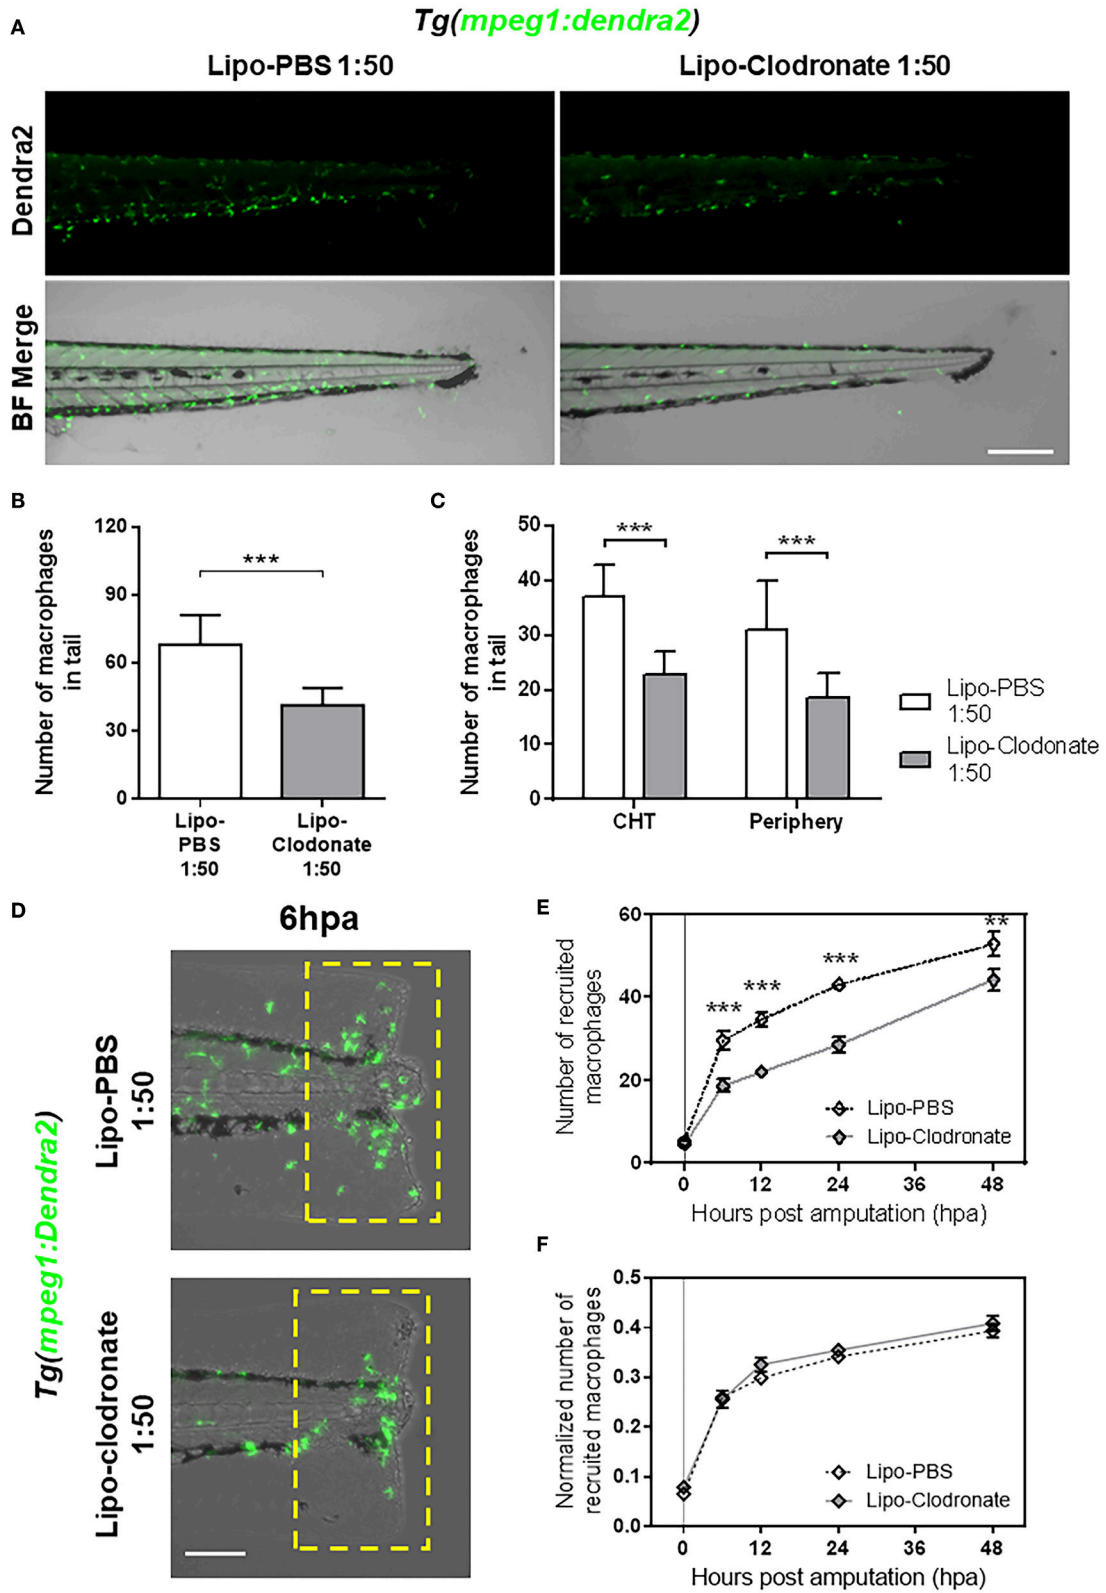 A
Tg(mpeg1:dendra2)
Lipo-PBS 1:50
Lipo-Clodronate 1:50
Dendra2
BF Merge
B
Number of macrophages
in tail
120
90
60
30
0
***
Lipo-
PBS
1:50
Lipo-
Clodonate
1:50
C
Number of macrophages
in tail
50
40
30
20
10
0
***
***
CHT
Periphery
Lipo-PBS
1:50
Lipo-Clodonate
1:50
D
6hpa
Tg(mpeg1:Dendra2)
Lipo-PBS
1:50
Lipo-clodronate
1:50
E
Number of recruited
macrophages
60
40
20
0
***
***
***
**
Lipo-PBS
Lipo-Clodronate
0 12 24 36 48
Hours post amputation (hpa)
F
Normalized number of
recruited macrophages
0.5
0.4
0.3
0.2
0.1
0.0
Lipo-PBS
Lipo-Clodronate
0 12 24 36 48
Hours post amputation (hpa)